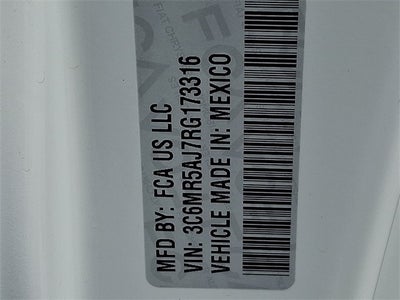 MFD BY: FCA US LLC
VIN: 3C6MR5AJ7RG173316
VEHICLE MADE IN: MEXICO